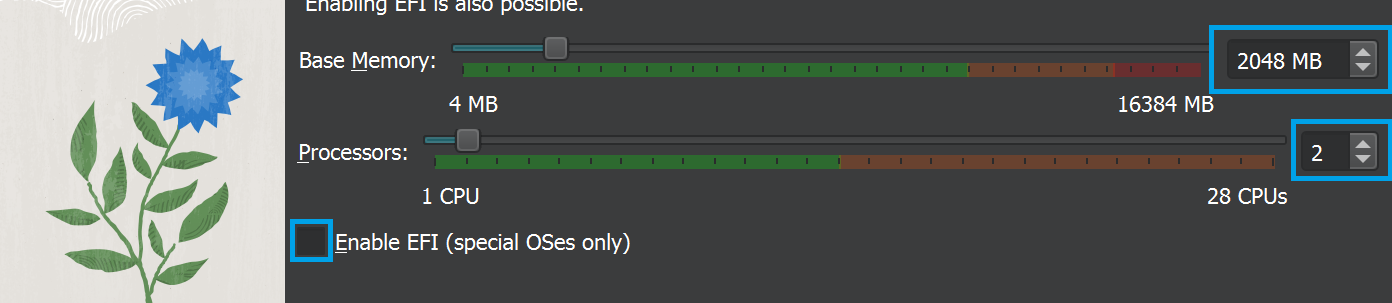 Enabling EFI is also possible.
Base Memory: 2048 MB
4 MB 16384 MB
Processors: 2
1 CPU 28 CPUs
Enable EFI (special OSes only)